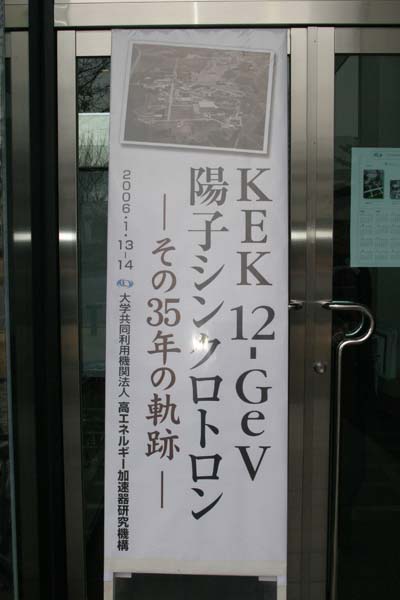 KEK 12-GeV
陽子シンクロトロン
―その35年の軌跡―
2006・1・13-14 大学共同利用機関法人 高エネルギー加速器研究機構